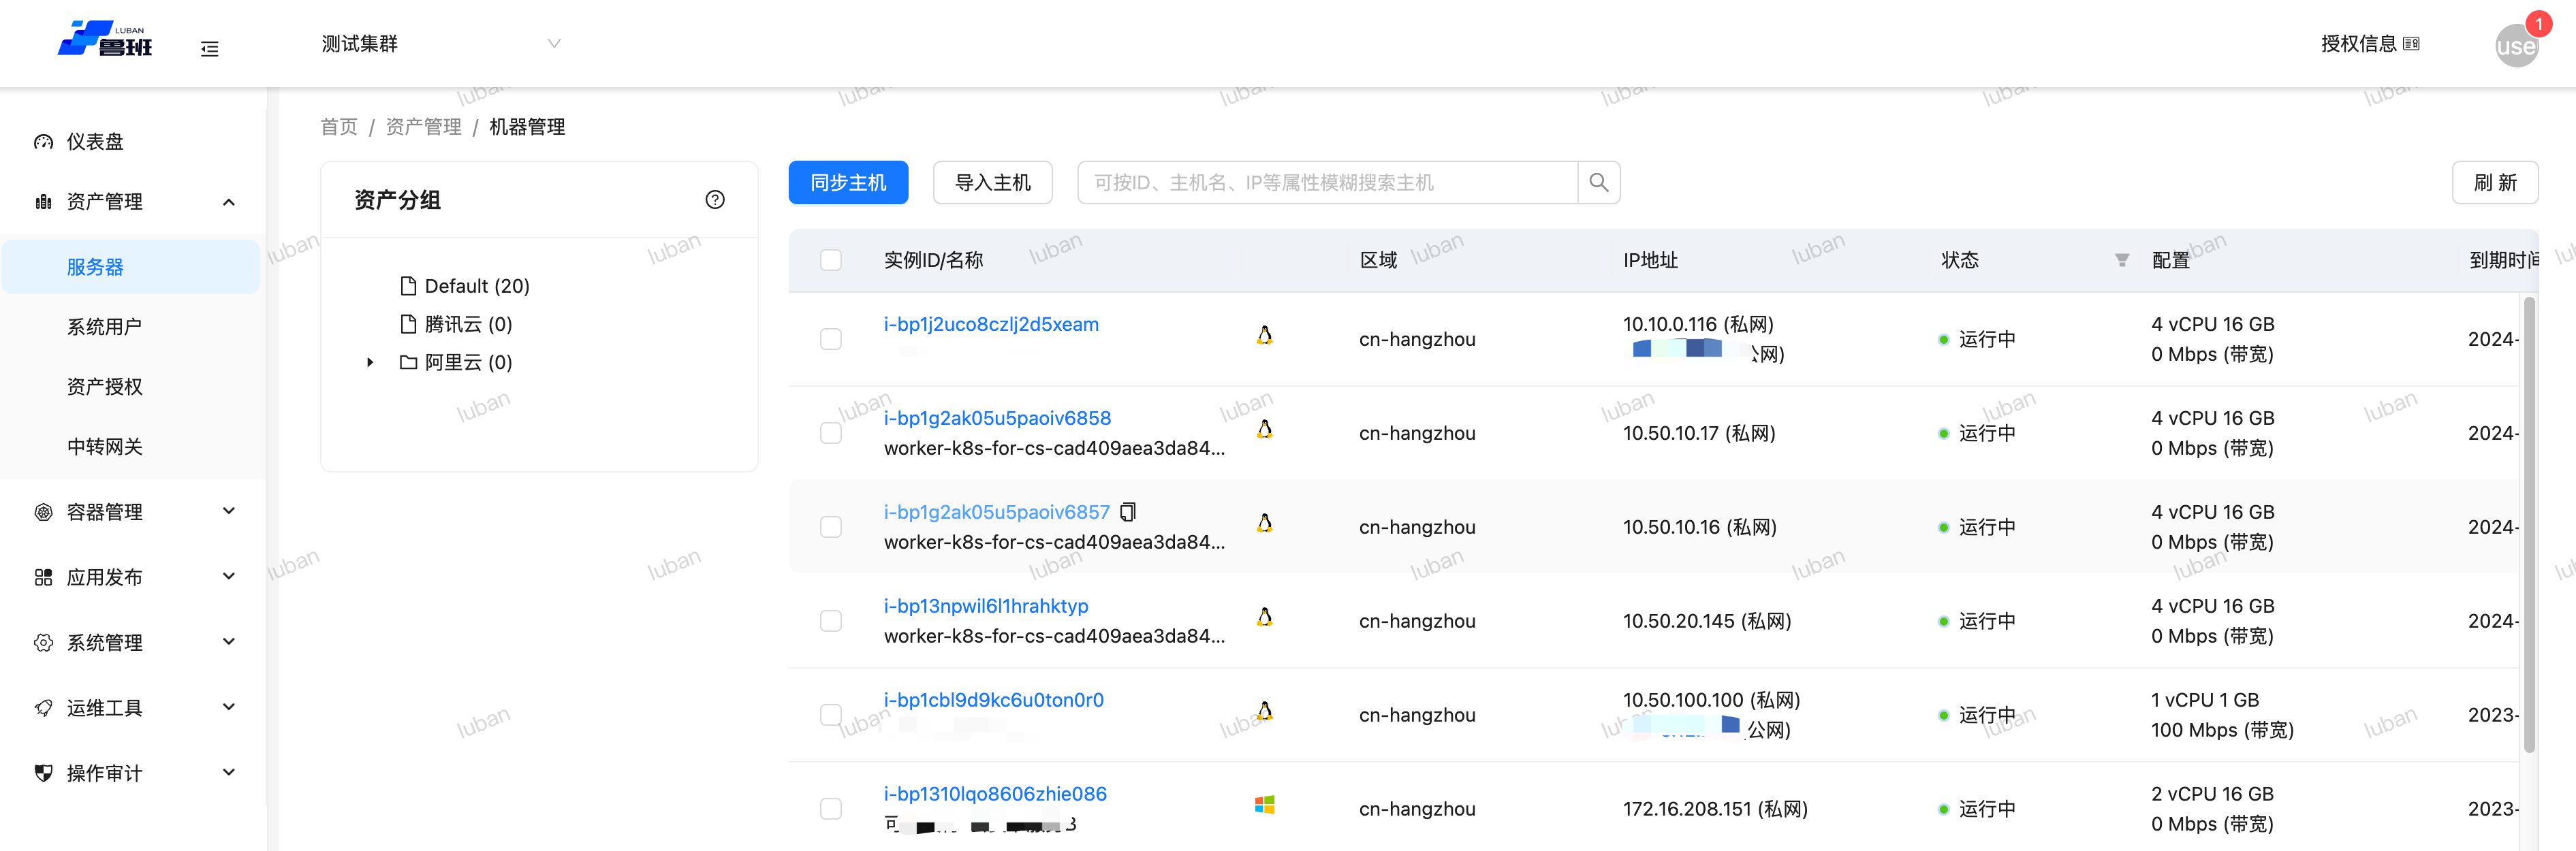 LUBAN
鲁班
测试集群
授权信息
use
1
仪表盘
资产管理
服务器
系统用户
资产授权
中转网关
容器管理
应用发布
系统管理
运维工具
操作审计
首页 / 资产管理 / 机器管理
资产分组
Default (20)
腾讯云 (0)
阿里云 (0)
同步主机
导入主机
可按ID、主机名、IP等属性模糊搜索主机
刷 新
实例ID/名称 区域 IP地址 状态 配置 到期时间
i-bp1j2uco8czlj2d5xeam cn-hangzhou 10.10.0.116 (私网) 运行中 4 vCPU 16 GB 2024-
公网) 0 Mbps (带宽)
i-bp1g2ak05u5paoiv6858 cn-hangzhou 10.50.10.17 (私网) 运行中 4 vCPU 16 GB 2024-
worker-k8s-for-cs-cad409aea3da84... 0 Mbps (带宽)
i-bp1g2ak05u5paoiv6857 cn-hangzhou 10.50.10.16 (私网) 运行中 4 vCPU 16 GB 2024-
worker-k8s-for-cs-cad409aea3da84... 0 Mbps (带宽)
i-bp13npwil6l1hrahktyp cn-hangzhou 10.50.20.145 (私网) 运行中 4 vCPU 16 GB 2024-
worker-k8s-for-cs-cad409aea3da84... 0 Mbps (带宽)
i-bp1cbl9d9kc6u0ton0r0 cn-hangzhou 10.50.100.100 (私网) 运行中 1 vCPU 1 GB 2023-
公网) 100 Mbps (带宽)
i-bp1310lqo8606zhie086 cn-hangzhou 172.16.208.151 (私网) 运行中 2 vCPU 16 GB 2023-
0 Mbps (带宽)
luban